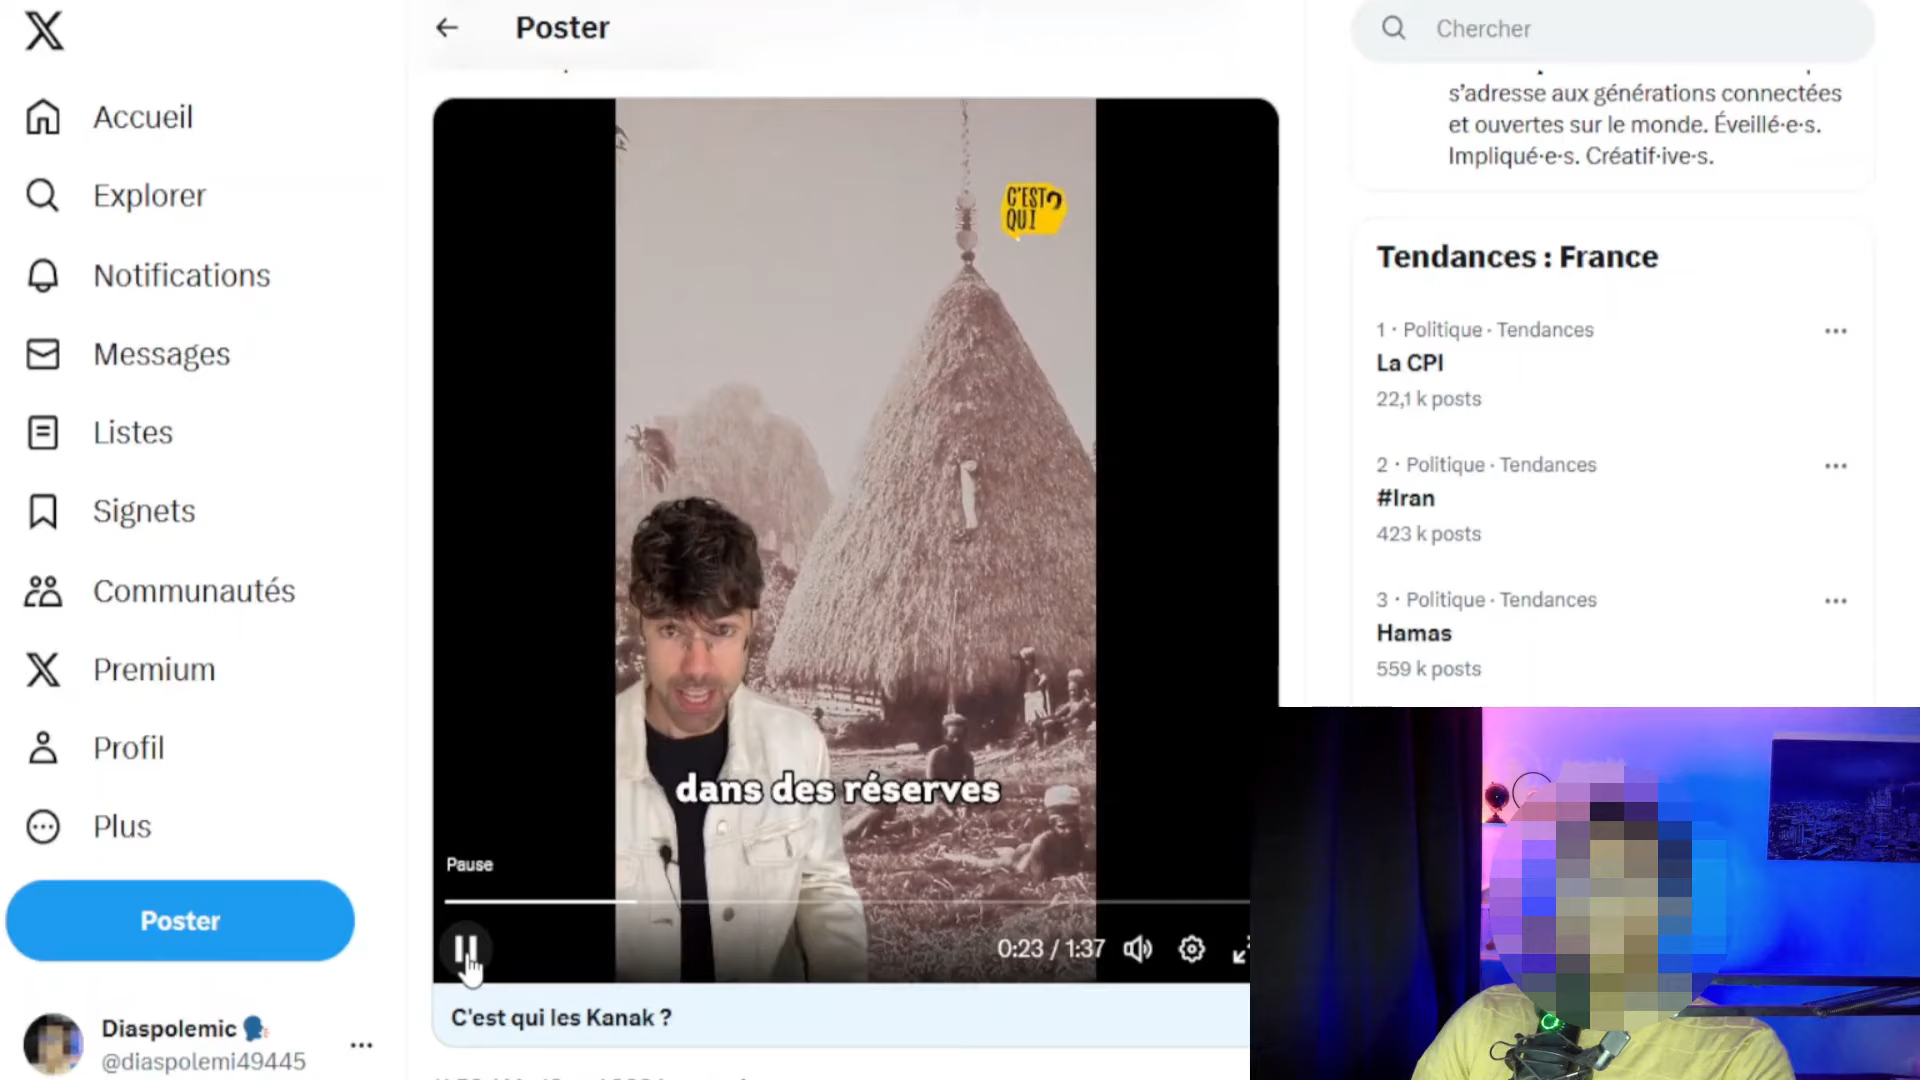 Accueil
Explorer
Notifications
Messages
Listes
Signets
Communautés
Premium
Profil
Plus
Poster
Diaspolemic
@diaspolemi49445
Poster
C'EST
QUI ?
dans des réserves
Pause
0:23 / 1:37
C'est qui les Kanak ?
Chercher
s'adresse aux générations connectées
et ouvertes sur le monde. Éveillé·e·s.
Impliqué·e·s. Créatif·ive·s.
Tendances : France
1 · Politique · Tendances
La CPI
22,1 k posts
2 · Politique · Tendances
#Iran
423 k posts
3 · Politique · Tendances
Hamas
559 k posts